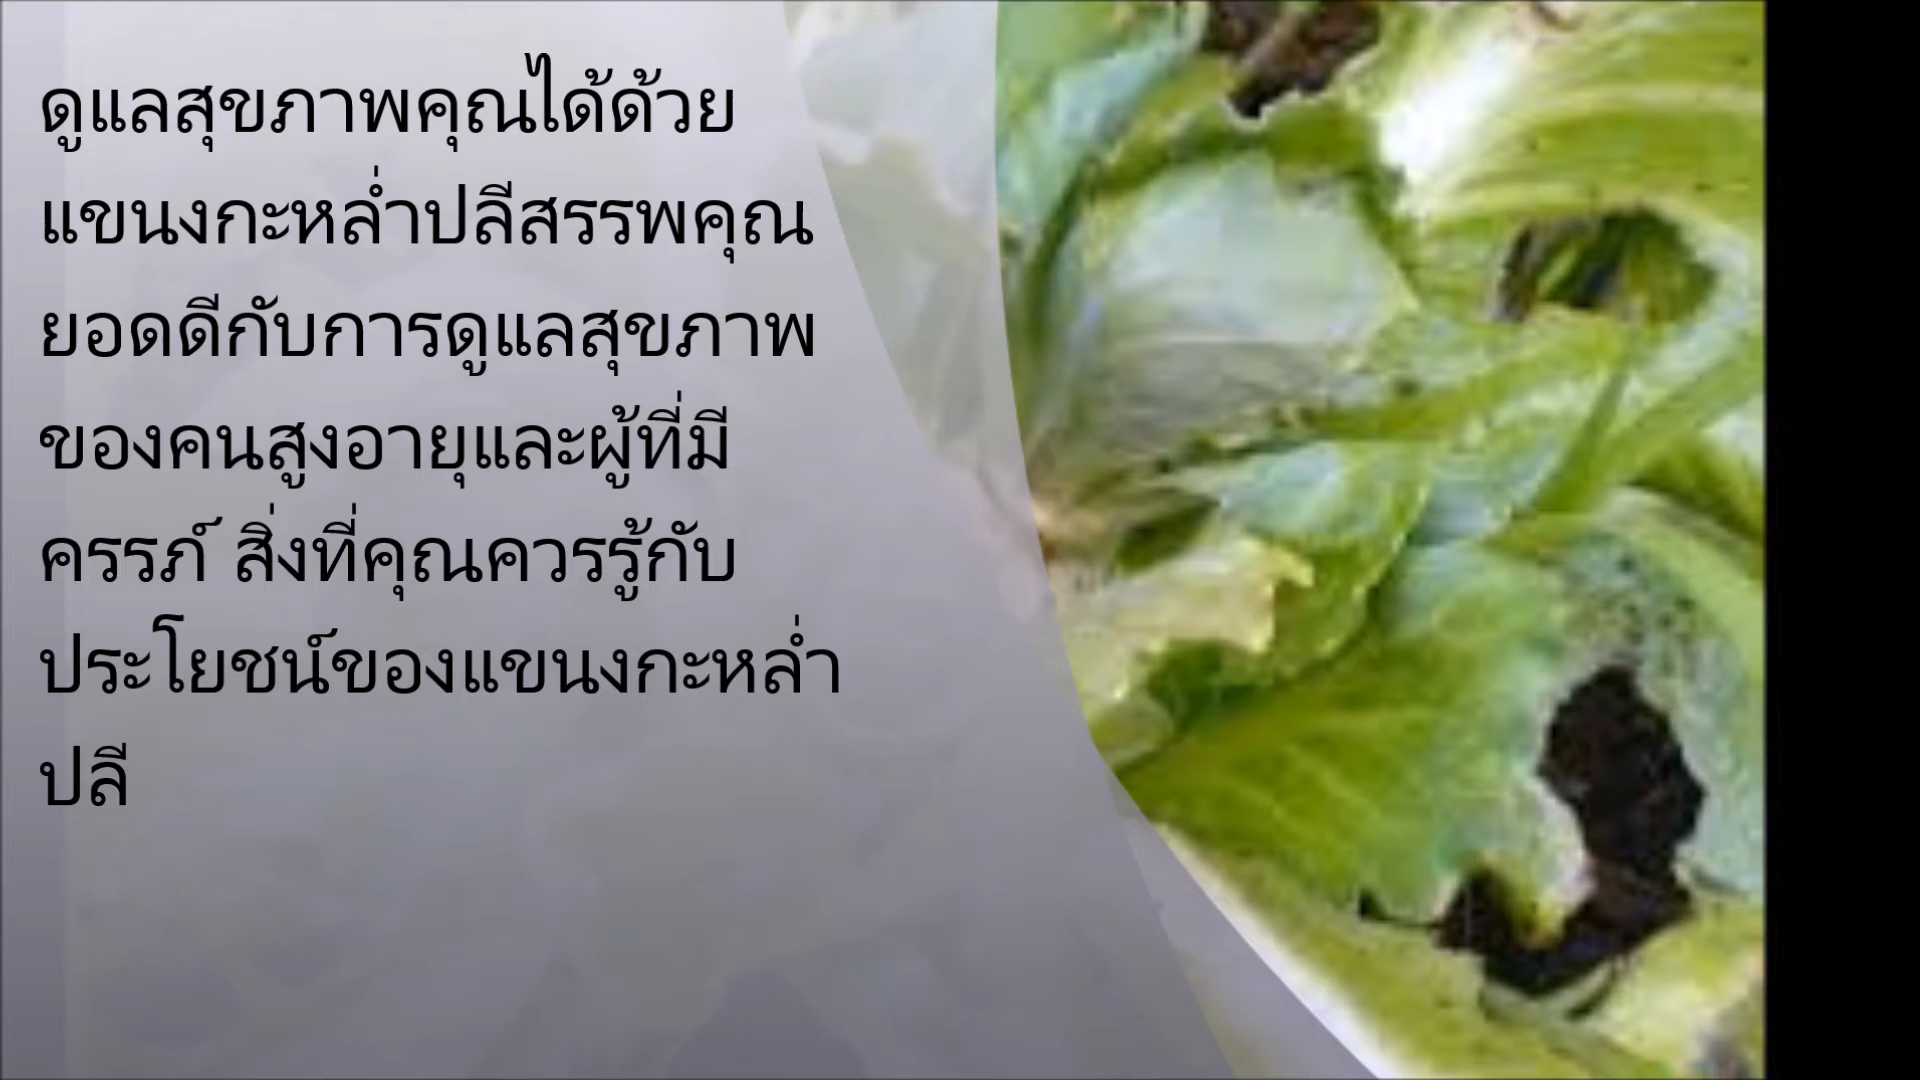 ดูแลสุขภาพคุณได้ด้วย
แขนงกะหล่ำปลีสรรพคุณ
ยอดดีกับการดูแลสุขภาพ
ของคนสูงอายุและผู้ที่มี
ครรภ์ สิ่งที่คุณควรรู้กับ
ประโยชน์ของแขนงกะหล่ำ
ปลี